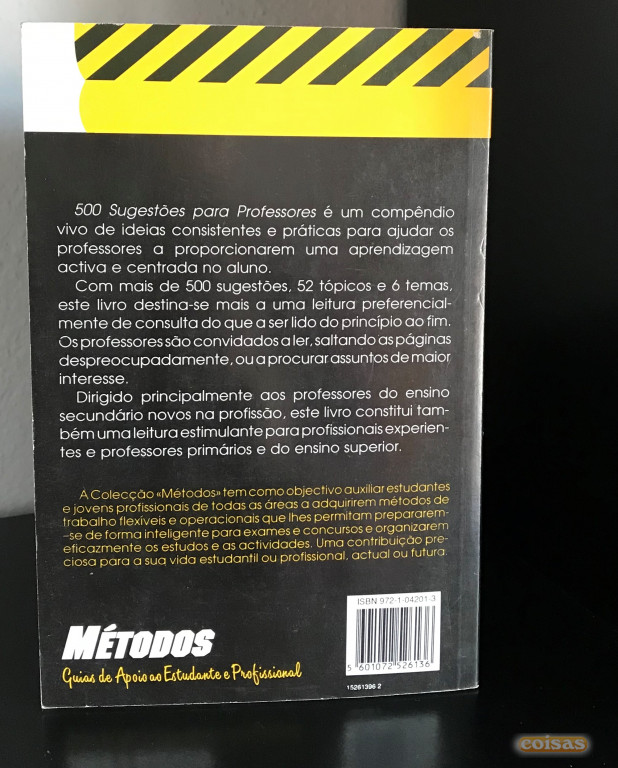 500 Sugestões para Professores é um compêndio
vivo de ideias consistentes e práticas para ajudar os
professores a proporcionarem uma aprendizagem
activa e centrada no aluno.
Com mais de 500 sugestões, 52 tópicos e 6 temas,
este livro destina-se mais a uma leitura preferencial-
mente de consulta do que a ser lido do princípio ao fim.
Os professores são convidados a ler, saltando as páginas
despreocupadamente, ou a procurar assuntos de maior
interesse.
Dirigido principalmente aos professores do ensino
secundário novos na profissão, este livro constitui tam-
bém uma leitura estimulante para profissionais experien-
tes e professores primários e do ensino superior.
A Colecção «Métodos» tem como objectivo auxiliar estudantes
e jovens profissionais de todas as áreas a adquirirem métodos de
trabalho flexíveis e operacionais que lhes permitam prepararem-
-se de forma inteligente para exames e concursos e organizarem
eficazmente os estudos e as actividades. Uma contribuição pre-
ciosa para a sua vida estudantil ou profissional, actual ou futura.
ISBN 972-1-04201-3
5 601072 526136
15261396 2
MÉTODOS
Guias de Apoio ao Estudante e Profissional
coisas